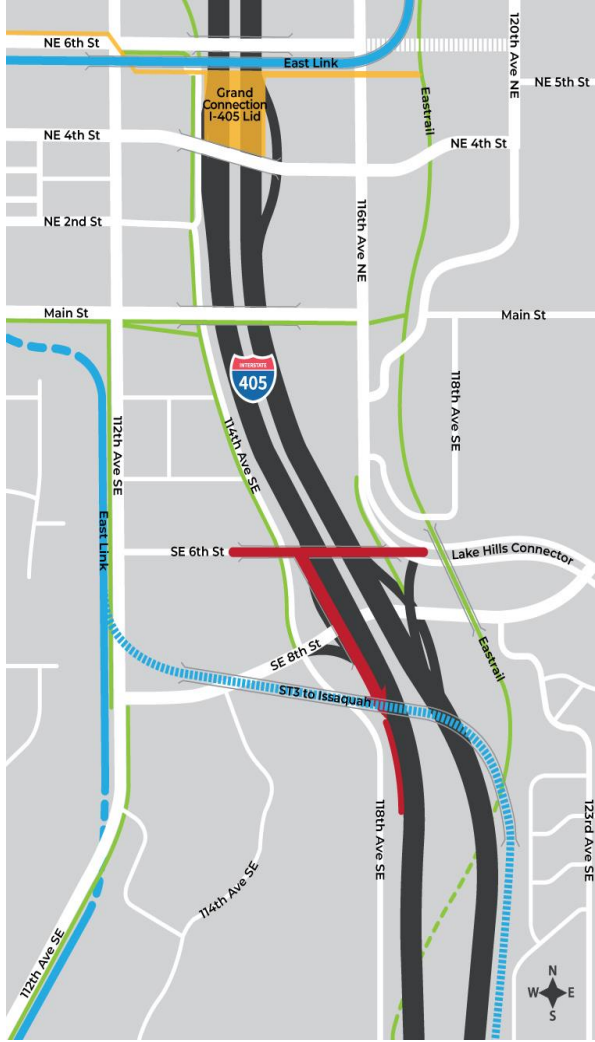 120th Ave NE
NE 6th St
East Link
NE 5th St
Grand
Connection
I-405 Lid
Eastrail
NE 4th St
NE 4th St
116th Ave NE
NE 2nd St
Main St
Main St
INTERSTATE
405
118th Ave SE
112th Ave SE
114th Ave SE
East Link
SE 6th St
Lake Hills Connector
SE 8th St
Eastrail
ST3 to Issaquah
118th Ave SE
123rd Ave SE
114th Ave SE
112th Ave SE
N
W
E
S